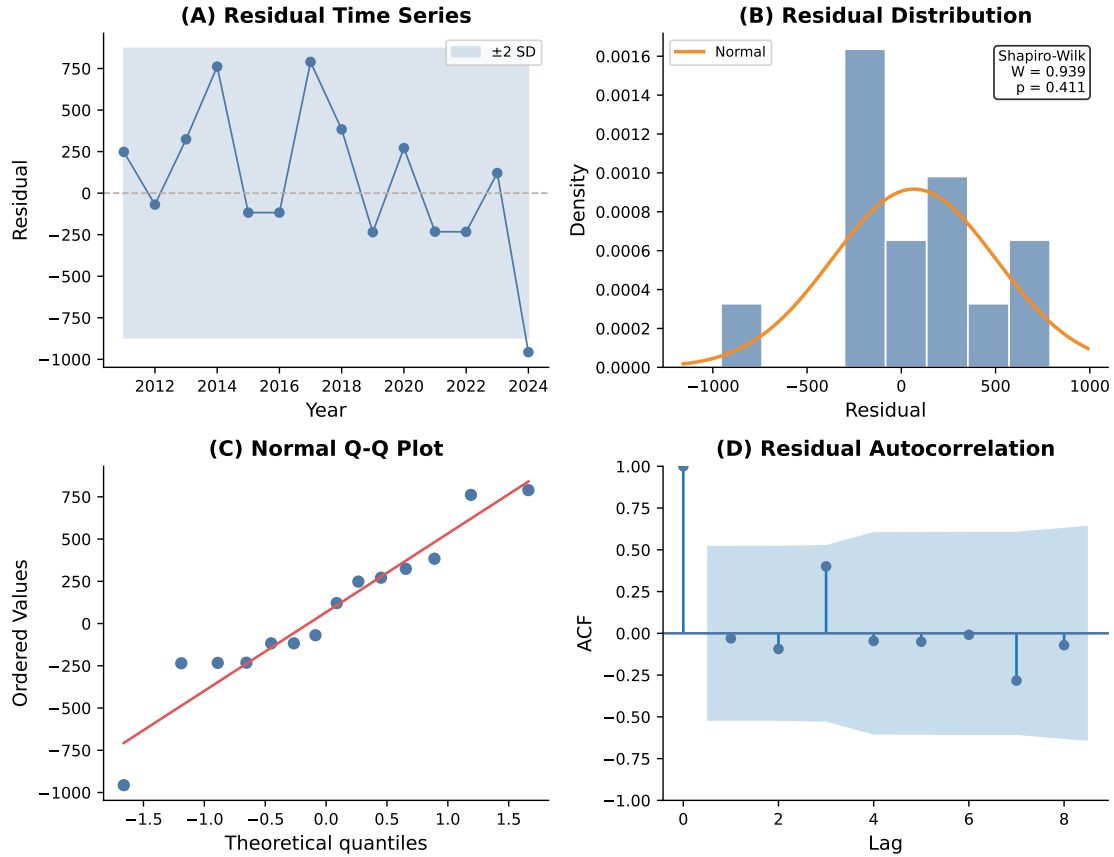 (A) Residual Time Series
750
500
250
0
−250
−500
−750
−1000
Residual
±2 SD
2012 2014 2016 2018 2020 2022 2024
Year
(B) Residual Distribution
0.0016
0.0014
0.0012
0.0010
0.0008
0.0006
0.0004
0.0002
0.0000
Density
Normal
Shapiro-Wilk
W = 0.939
p = 0.411
−1000 −500 0 500 1000
Residual
(C) Normal Q-Q Plot
750
500
250
0
−250
−500
−750
−1000
Ordered Values
−1.5 −1.0 −0.5 0.0 0.5 1.0 1.5
Theoretical quantiles
(D) Residual Autocorrelation
1.00
0.75
0.50
0.25
0.00
−0.25
−0.50
−0.75
−1.00
ACF
0 2 4 6 8
Lag